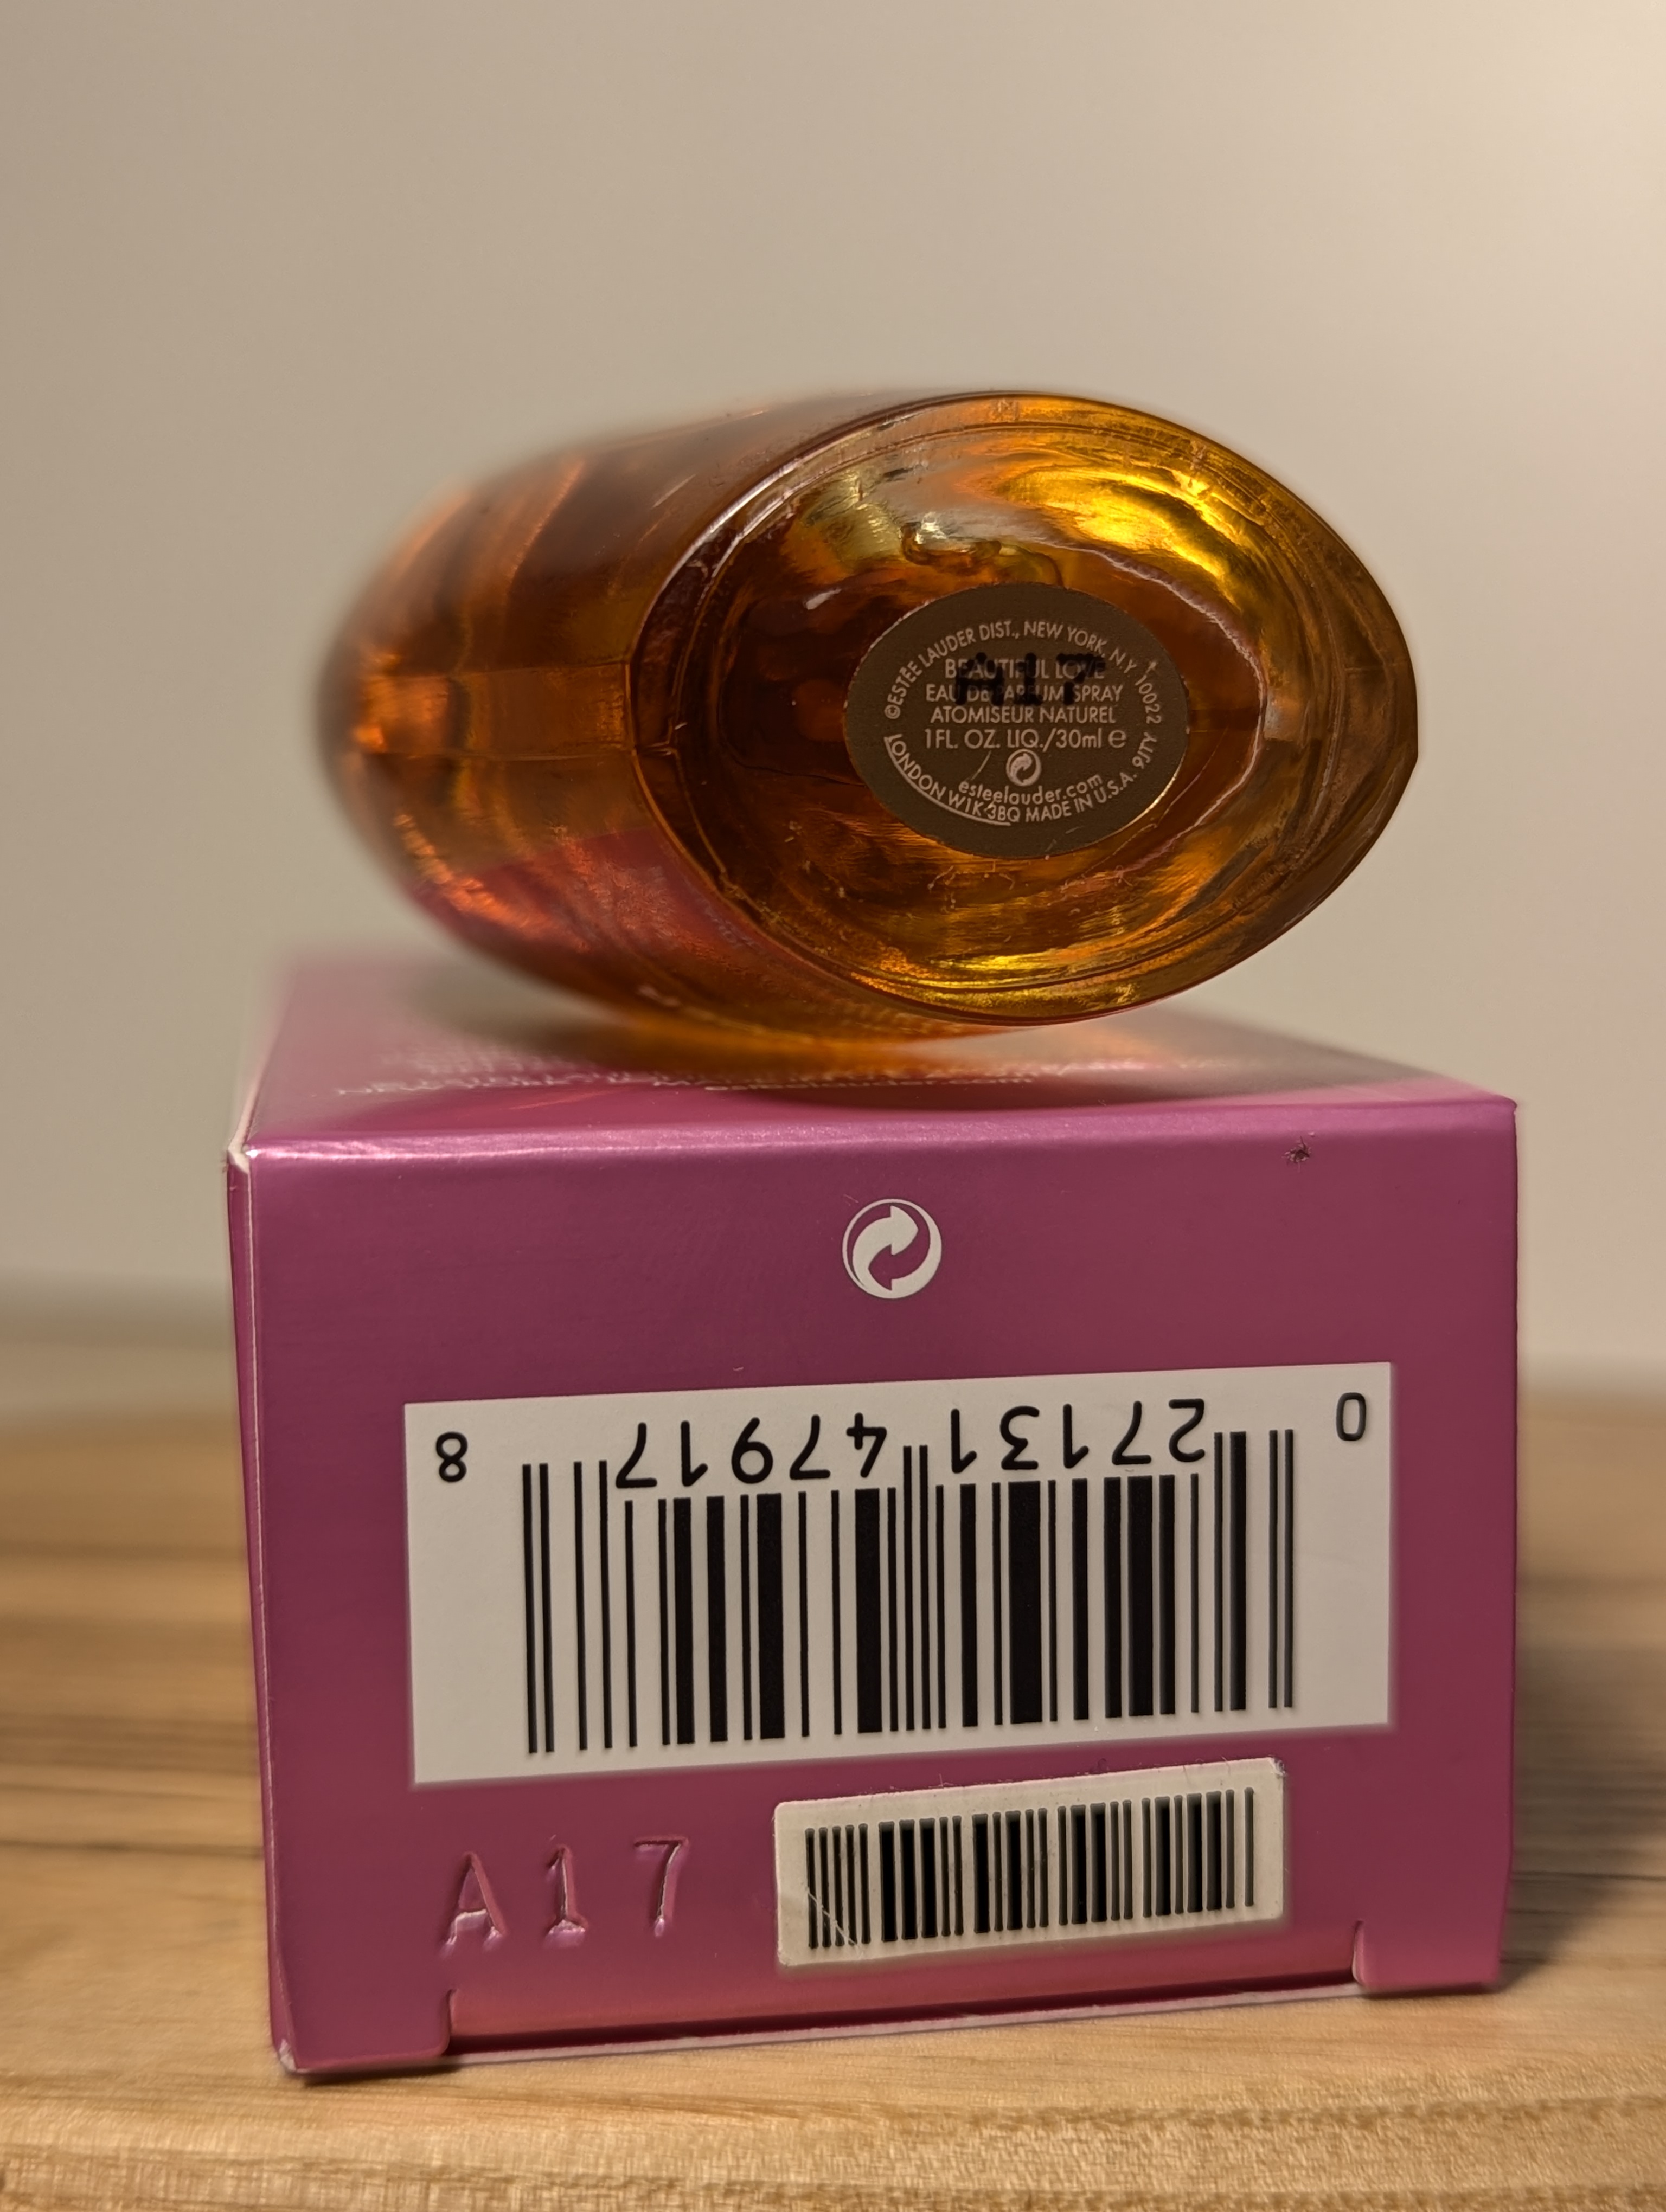 ©ESTĒE LAUDER DIST., NEW YORK, N.Y. 10022
BEAUTIFUL LOVE
EAU DE PARFUM SPRAY
ATOMISEUR NATUREL
1FL. OZ. LIQ./30ml e
esteelauder.com
LONDON W1K 3BQ MADE IN U.S.A. 9JTY
A17
0 27131 47917 8
A17